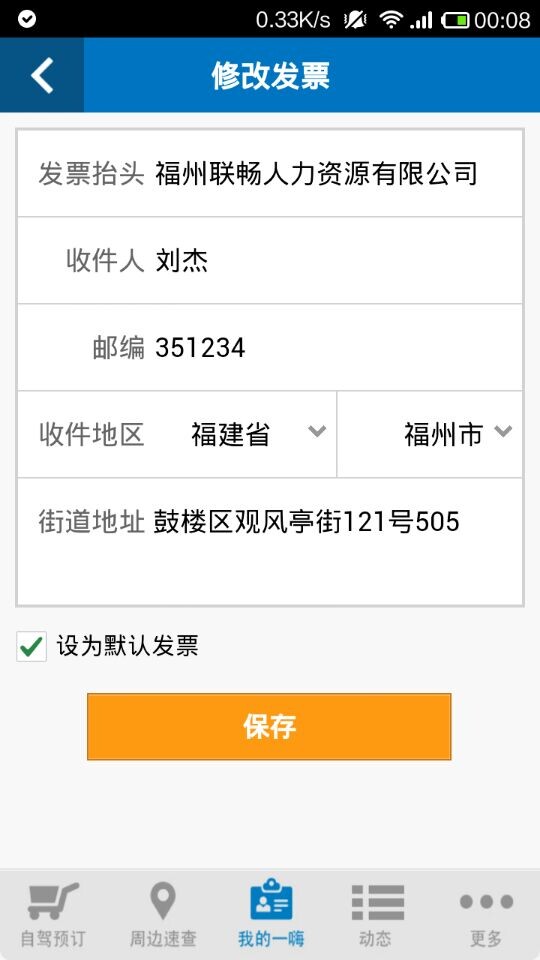 0.33K/s 00:08
修改发票
发票抬头 福州联畅人力资源有限公司
收件人 刘杰
邮编 351234
收件地区 福建省 福州市
街道地址 鼓楼区观风亭街121号505
设为默认发票
保存
自驾预订 周边速查 我的一嗨 动态 更多